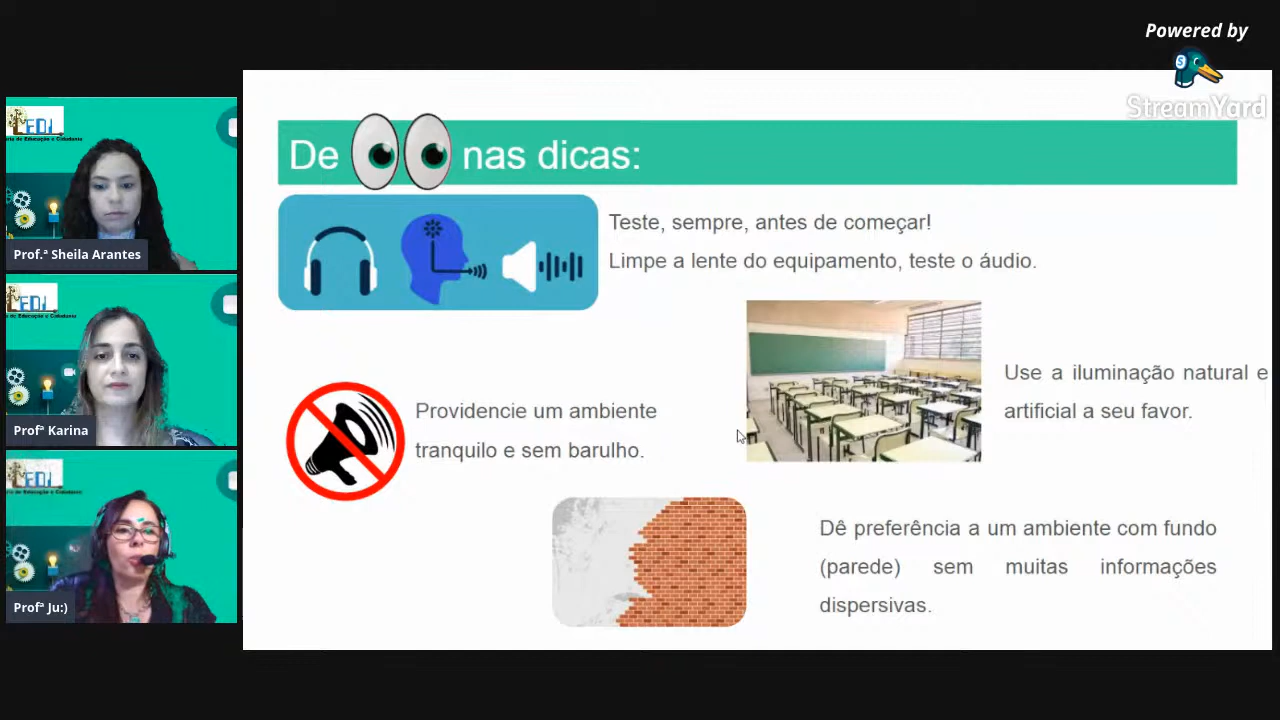 Powered by
StreamYard
De nas dicas:
Teste, sempre, antes de começar!
Limpe a lente do equipamento, teste o áudio.
Use a iluminação natural e
artificial a seu favor.
Providencie um ambiente
tranquilo e sem barulho.
Dê preferência a um ambiente com fundo
(parede) sem muitas informações
dispersivas.
Prof.ª Sheila Arantes
Profª Karina
Profª Ju:)